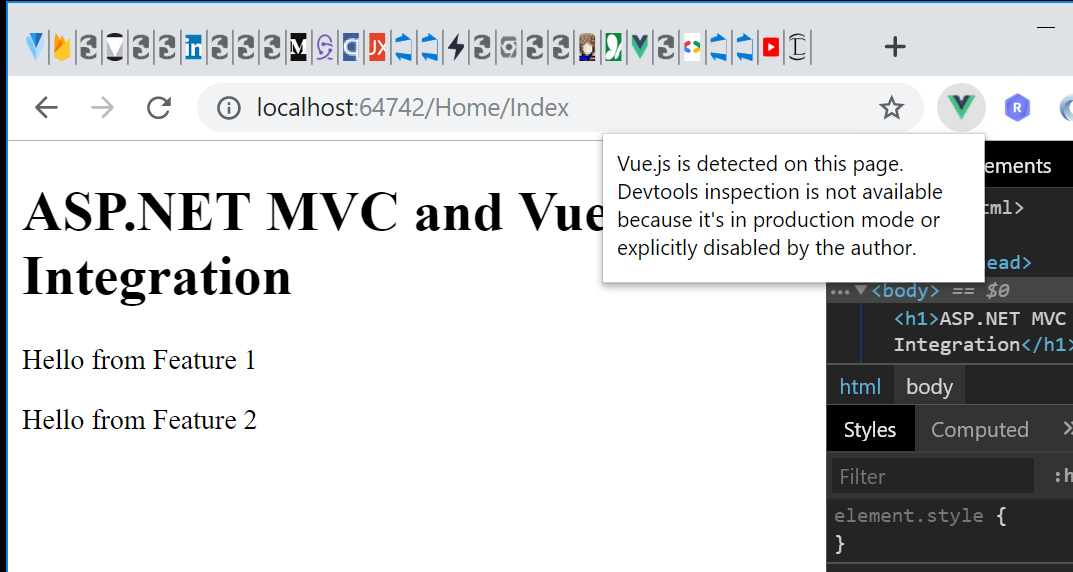 localhost:64742/Home/Index
R
Vue.js is detected on this page.
Devtools inspection is not available
because it's in production mode or
explicitly disabled by the author.
ASP.NET MVC and Vue
Integration
Hello from Feature 1
Hello from Feature 2
ements
tml>
ead>
<body> == $0
<h1>ASP.NET MVC
Integration</h1>
html body
Styles Computed
Filter :h
element.style {
}